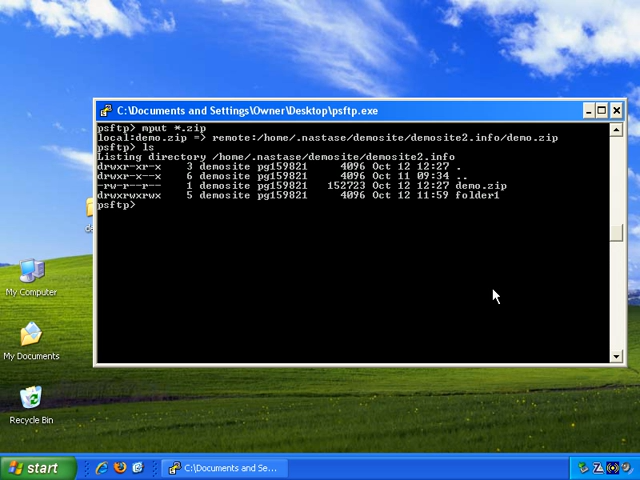 C:\Documents and Settings\Owner\Desktop\psftp.exe
psftp> mput *.zip
local:demo.zip => remote:/home/.nastase/demosite/demosite2.info/demo.zip
psftp> ls
Listing directory /home/.nastase/demosite/demosite2.info
drwxr-xr-x 3 demosite pg159821 4096 Oct 12 12:27 .
drwxr-x--x 6 demosite pg159821 4096 Oct 11 09:34 ..
-rw-r--r-- 1 demosite pg159821 152723 Oct 12 12:27 demo.zip
drwxrwxrwx 5 demosite pg159821 4096 Oct 12 11:59 folder1
psftp>
My Computer
My Documents
Recycle Bin
start
C:\Documents and Se...